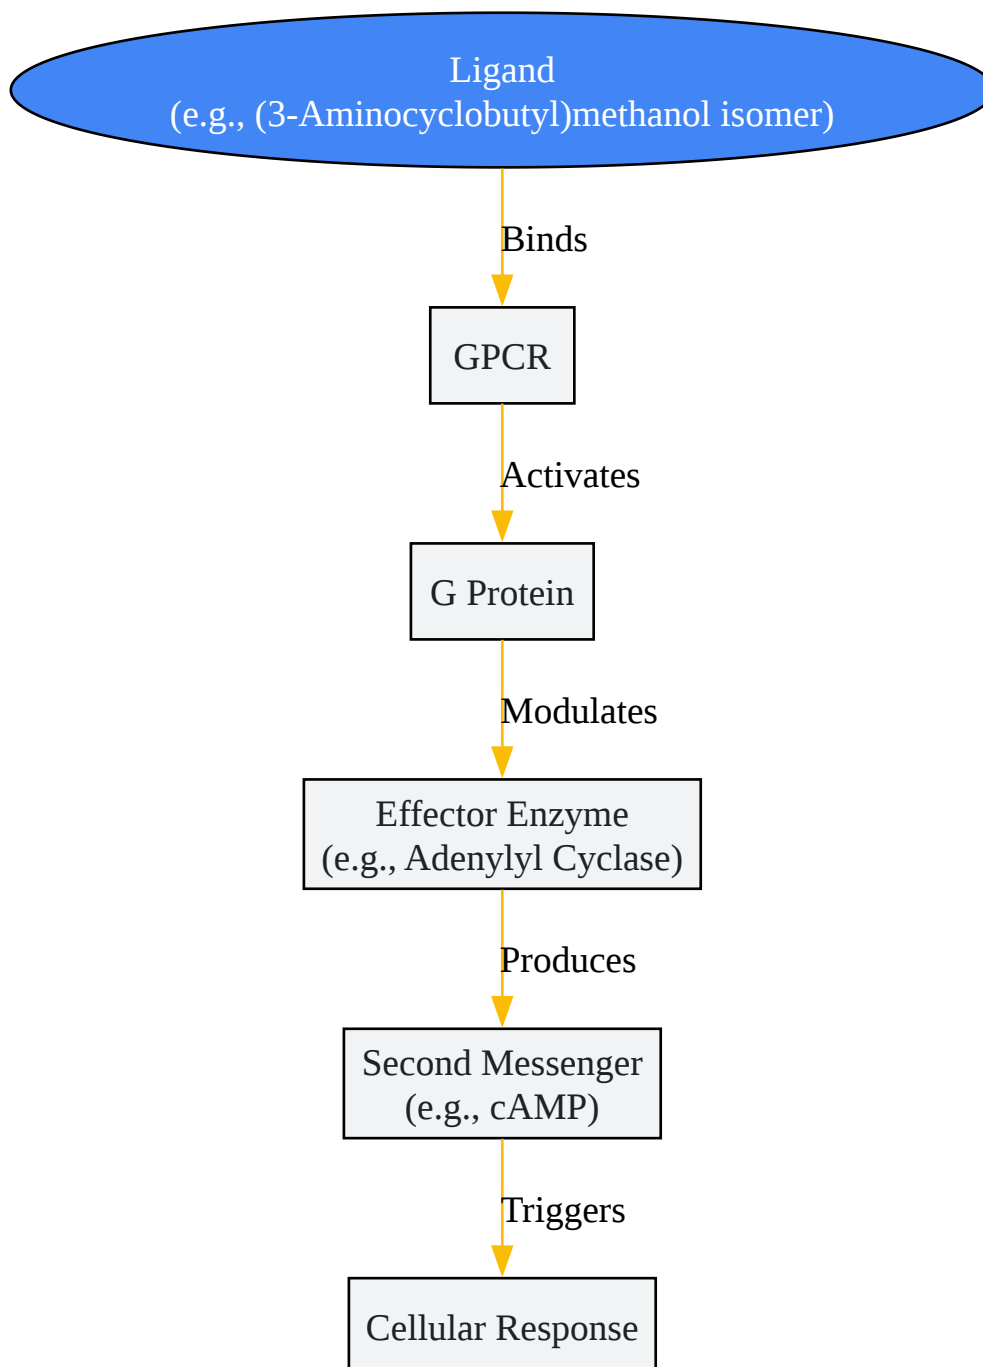 Ligand
(e.g., (3-Aminocyclobutyl)methanol isomer)
Binds
GPCR
Activates
G Protein
Modulates
Effector Enzyme
(e.g., Adenylyl Cyclase)
Produces
Second Messenger
(e.g., cAMP)
Triggers
Cellular Response